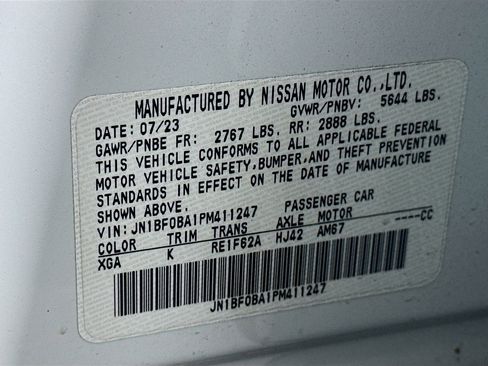 MANUFACTURED BY NISSAN MOTOR CO.,LTD.
DATE: 07/23 GVWR/PNBV: 5644 LBS.
GAWR/PNBE FR: 2767 LBS. RR: 2888 LBS.
THIS VEHICLE CONFORMS TO ALL APPLICABLE FEDERAL
MOTOR VEHICLE SAFETY,BUMPER,AND THEFT PREVENTION
STANDARDS IN EFFECT ON THE DATE OF MANUFACTURE
SHOWN ABOVE.
VIN: JN1BF0BA1PM411247 PASSENGER CAR
COLOR TRIM TRANS AXLE MOTOR
XGA K RE1F62A HJ42 AM67 ----CC
JN1BF0BA1PM411247